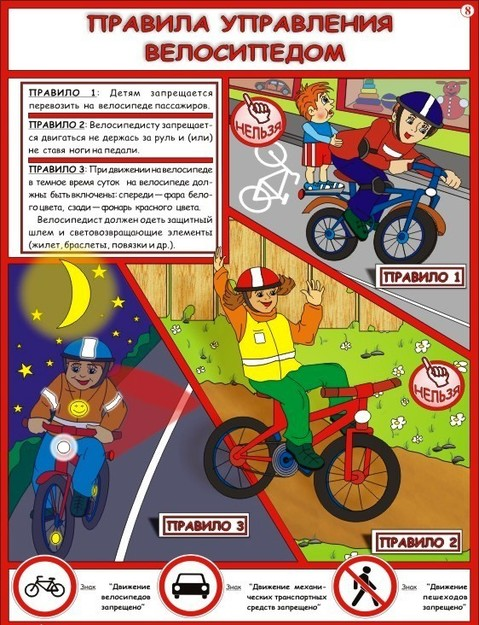 8
ПРАВИЛА УПРАВЛЕНИЯ
ВЕЛОСИПЕДОМ
ПРАВИЛО 1: Детям запрещается
перевозить на велосипеде пассажиров.
ПРАВИЛО 2: Велосипедисту запрещает-
ся двигаться не держась за руль и (или)
не ставя ноги на педали.
ПРАВИЛО 3: При движении на велосипеде
в темное время суток на велосипеде дол-
жны быть включены: спереди — фара бело-
го цвета, сзади — фонарь красного цвета.
Велосипедист должен одеть защитный
шлем и световозвращающие элементы
(жилет, браслеты, повязки и др.).
НЕЛЬЗЯ
ПРАВИЛО 1
НЕЛЬЗЯ
ПРАВИЛО 3
ПРАВИЛО 2
Знак "Движение
велосипедов
запрещено"
Знак "Движение механи-
ческих транспортных
средств запрещено"
Знак "Движение
пешеходов
запрещено"